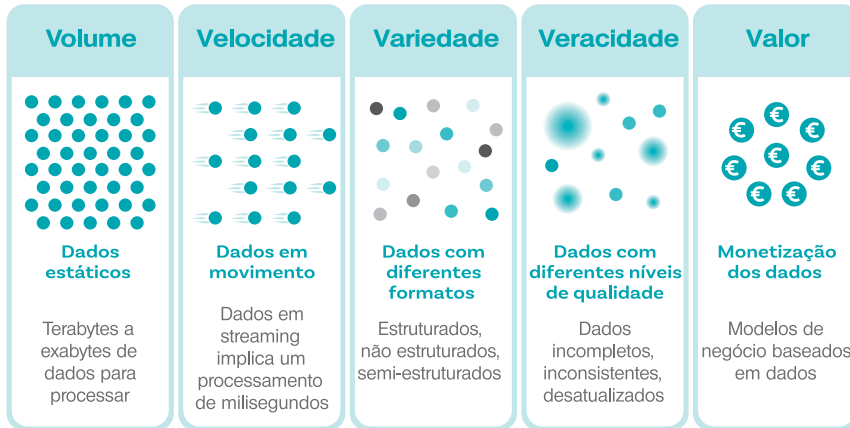 Volume
Dados
estáticos
Terabytes a
exabytes de
dados para
processar
Velocidade
Dados em
movimento
Dados em
streaming
implica um
processamento
de milisegundos
Variedade
Dados com
diferentes
formatos
Estruturados,
não estruturados,
semi-estruturados
Veracidade
Dados com
diferentes níveis
de qualidade
Dados
incompletos,
inconsistentes,
desatualizados
Valor
€
€
€
€
€
€
€
€
Monetização
dos dados
Modelos de
negócio baseados
em dados